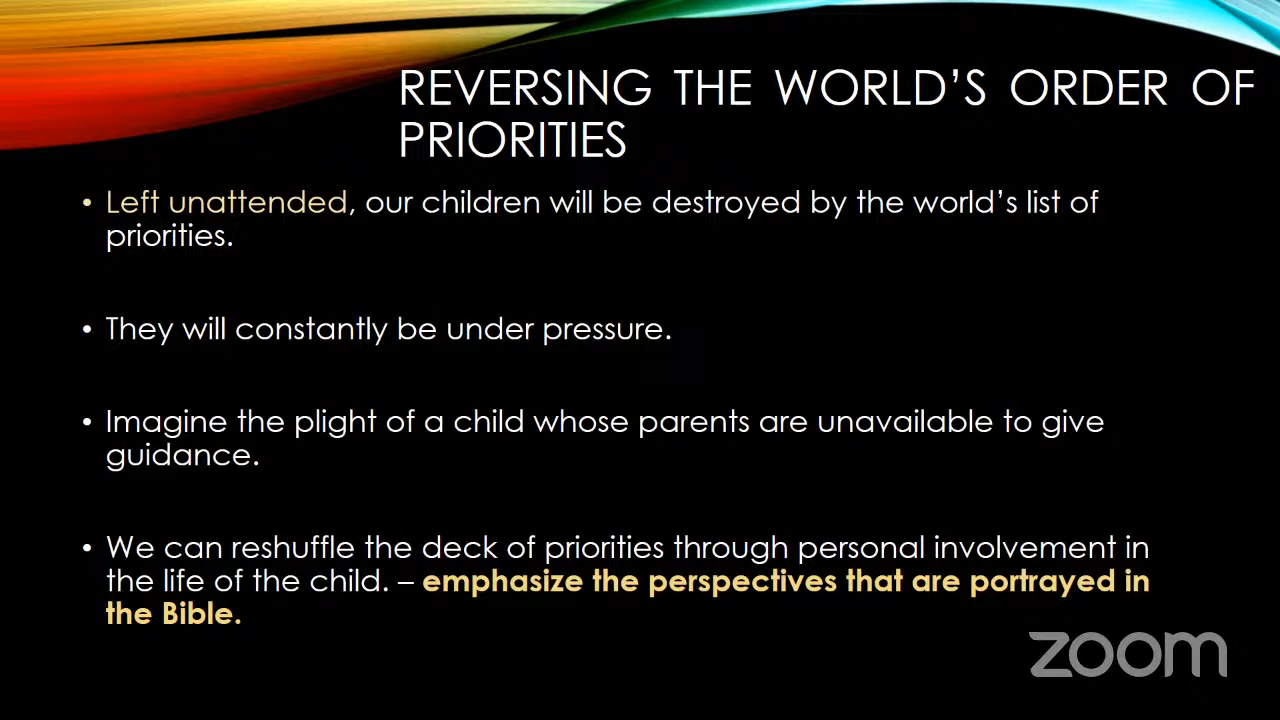 REVERSING THE WORLD’S ORDER OF
PRIORITIES
• Left unattended, our children will be destroyed by the world’s list of
priorities.
• They will constantly be under pressure.
• Imagine the plight of a child whose parents are unavailable to give
guidance.
• We can reshuffle the deck of priorities through personal involvement in
the life of the child. – emphasize the perspectives that are portrayed in
the Bible.
zoom